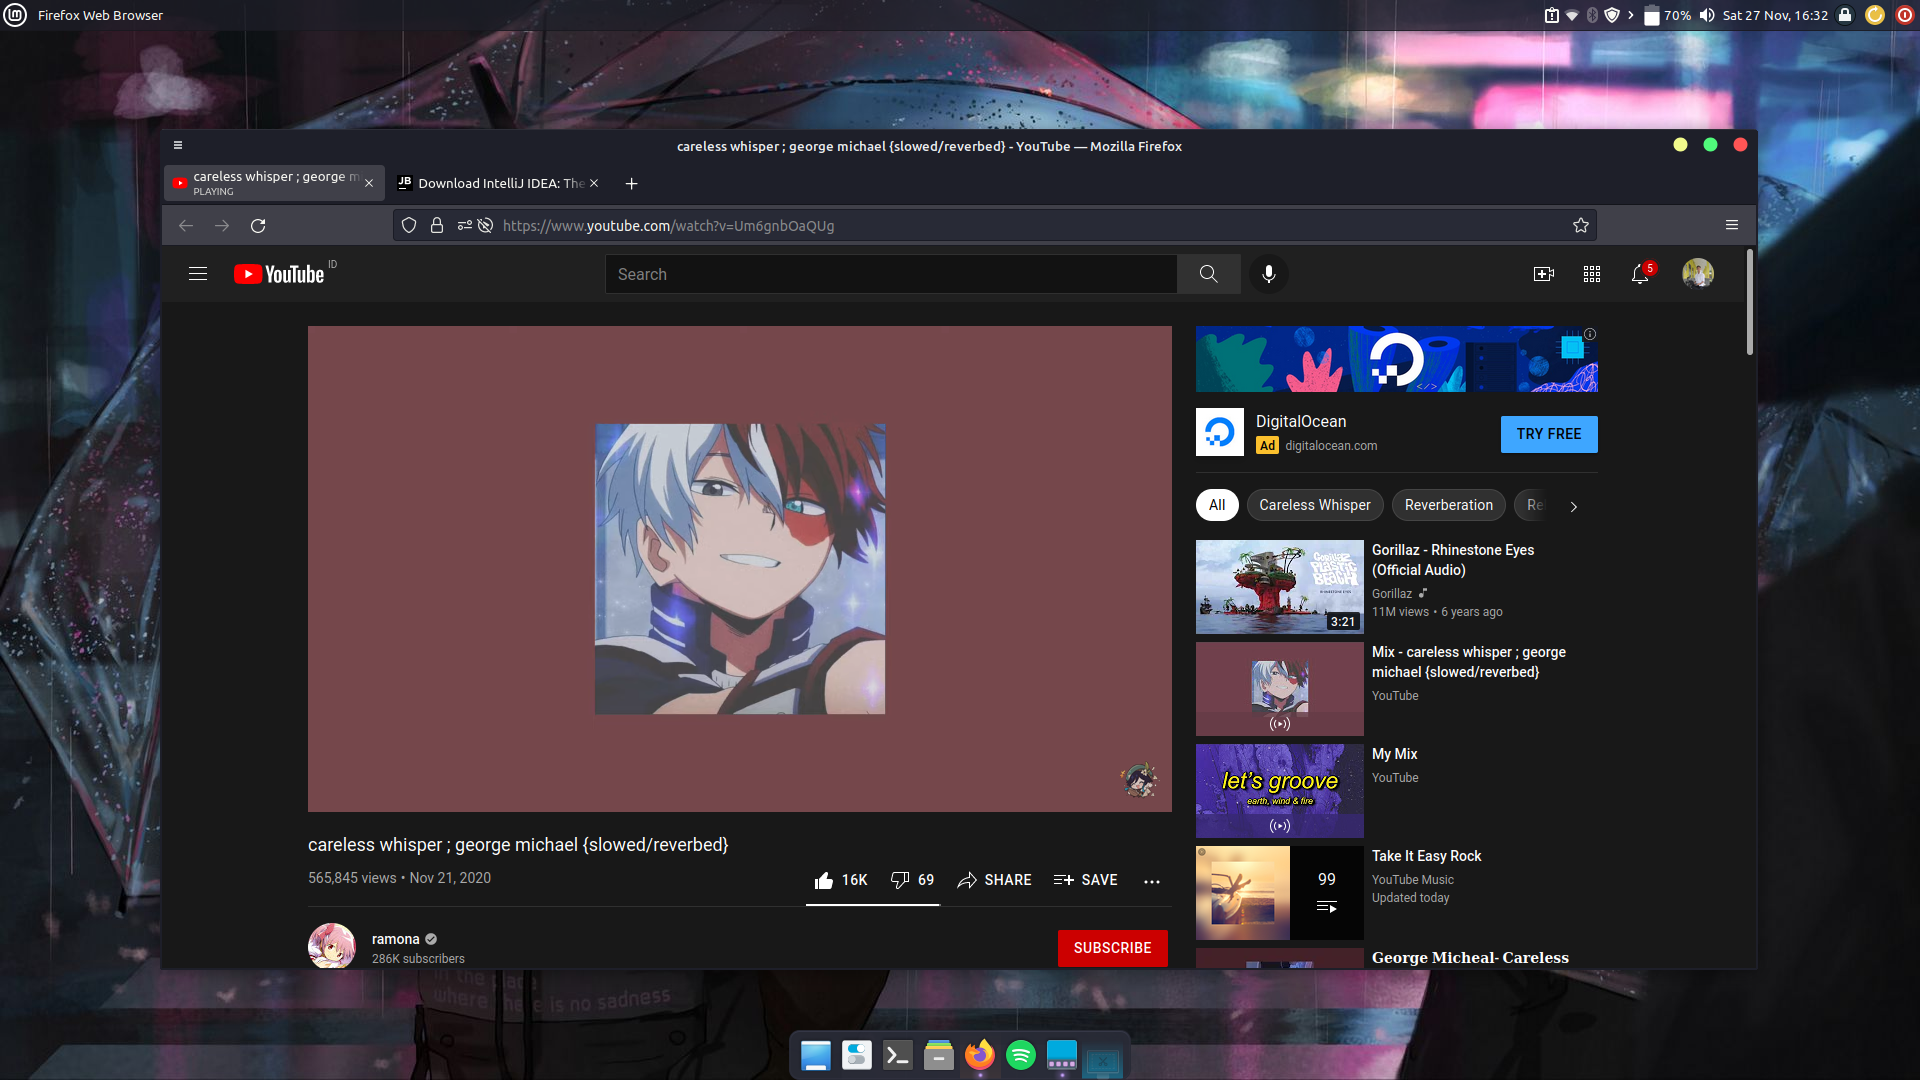 Firefox Web Browser
70%
Sat 27 Nov, 16:32
careless whisper ; george michael {slowed/reverbed} - YouTube — Mozilla Firefox
careless whisper ; george m
PLAYING
JB
Download IntelliJ IDEA: The
https://www.youtube.com/watch?v=Um6gnbOaQUg
YouTube ID
Search
5
DigitalOcean
Ad digitalocean.com
TRY FREE
All
Careless Whisper
Reverberation
Re
GORILLAZ
PLASTIC
BEACH
RHINESTONE EYES
3:21
Gorillaz - Rhinestone Eyes
(Official Audio)
Gorillaz
11M views • 6 years ago
Mix - careless whisper ; george
michael {slowed/reverbed}
YouTube
let's groove
earth, wind & fire
My Mix
YouTube
99
Take It Easy Rock
YouTube Music
Updated today
George Micheal- Careless
careless whisper ; george michael {slowed/reverbed}
565,845 views • Nov 21, 2020
16K
69
SHARE
SAVE
ramona
286K subscribers
SUBSCRIBE
in the place
where there is no sadness